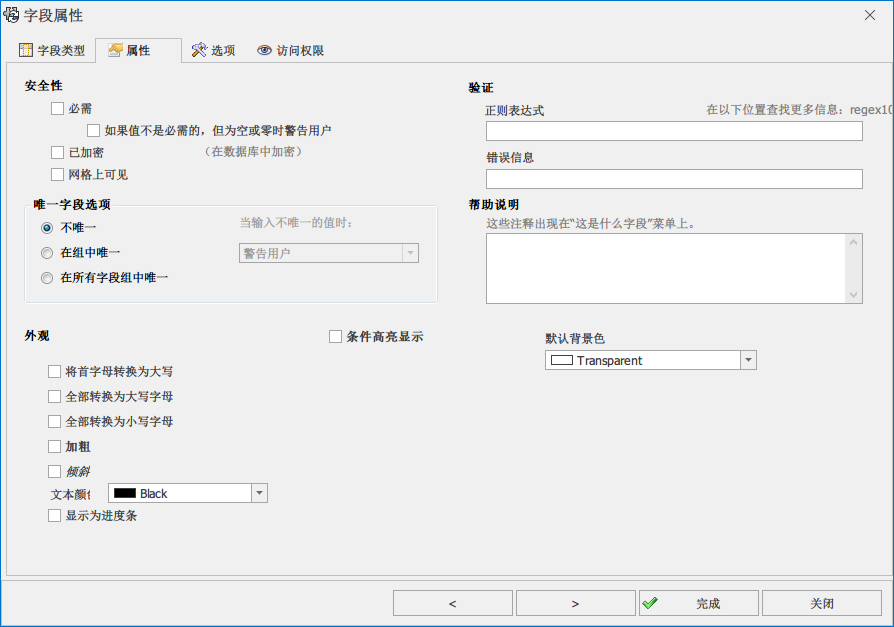 字段属性
字段类型
属性
选项
访问权限
安全性
必需
如果值不是必需的，但为空或零时警告用户
已加密
（在数据库中加密）
网格上可见
唯一字段选项
不唯一
当输入不唯一的值时:
在组中唯一
警告用户
在所有字段组中唯一
验证
正则表达式
在以下位置查找更多信息: regex10
错误信息
帮助说明
这些注释出现在“这是什么字段”菜单上。
外观
条件高亮显示
默认背景色
Transparent
将首字母转换为大写
全部转换为大写字母
全部转换为小写字母
加粗
倾斜
文本颜色
Black
显示为进度条
<
>
完成
关闭